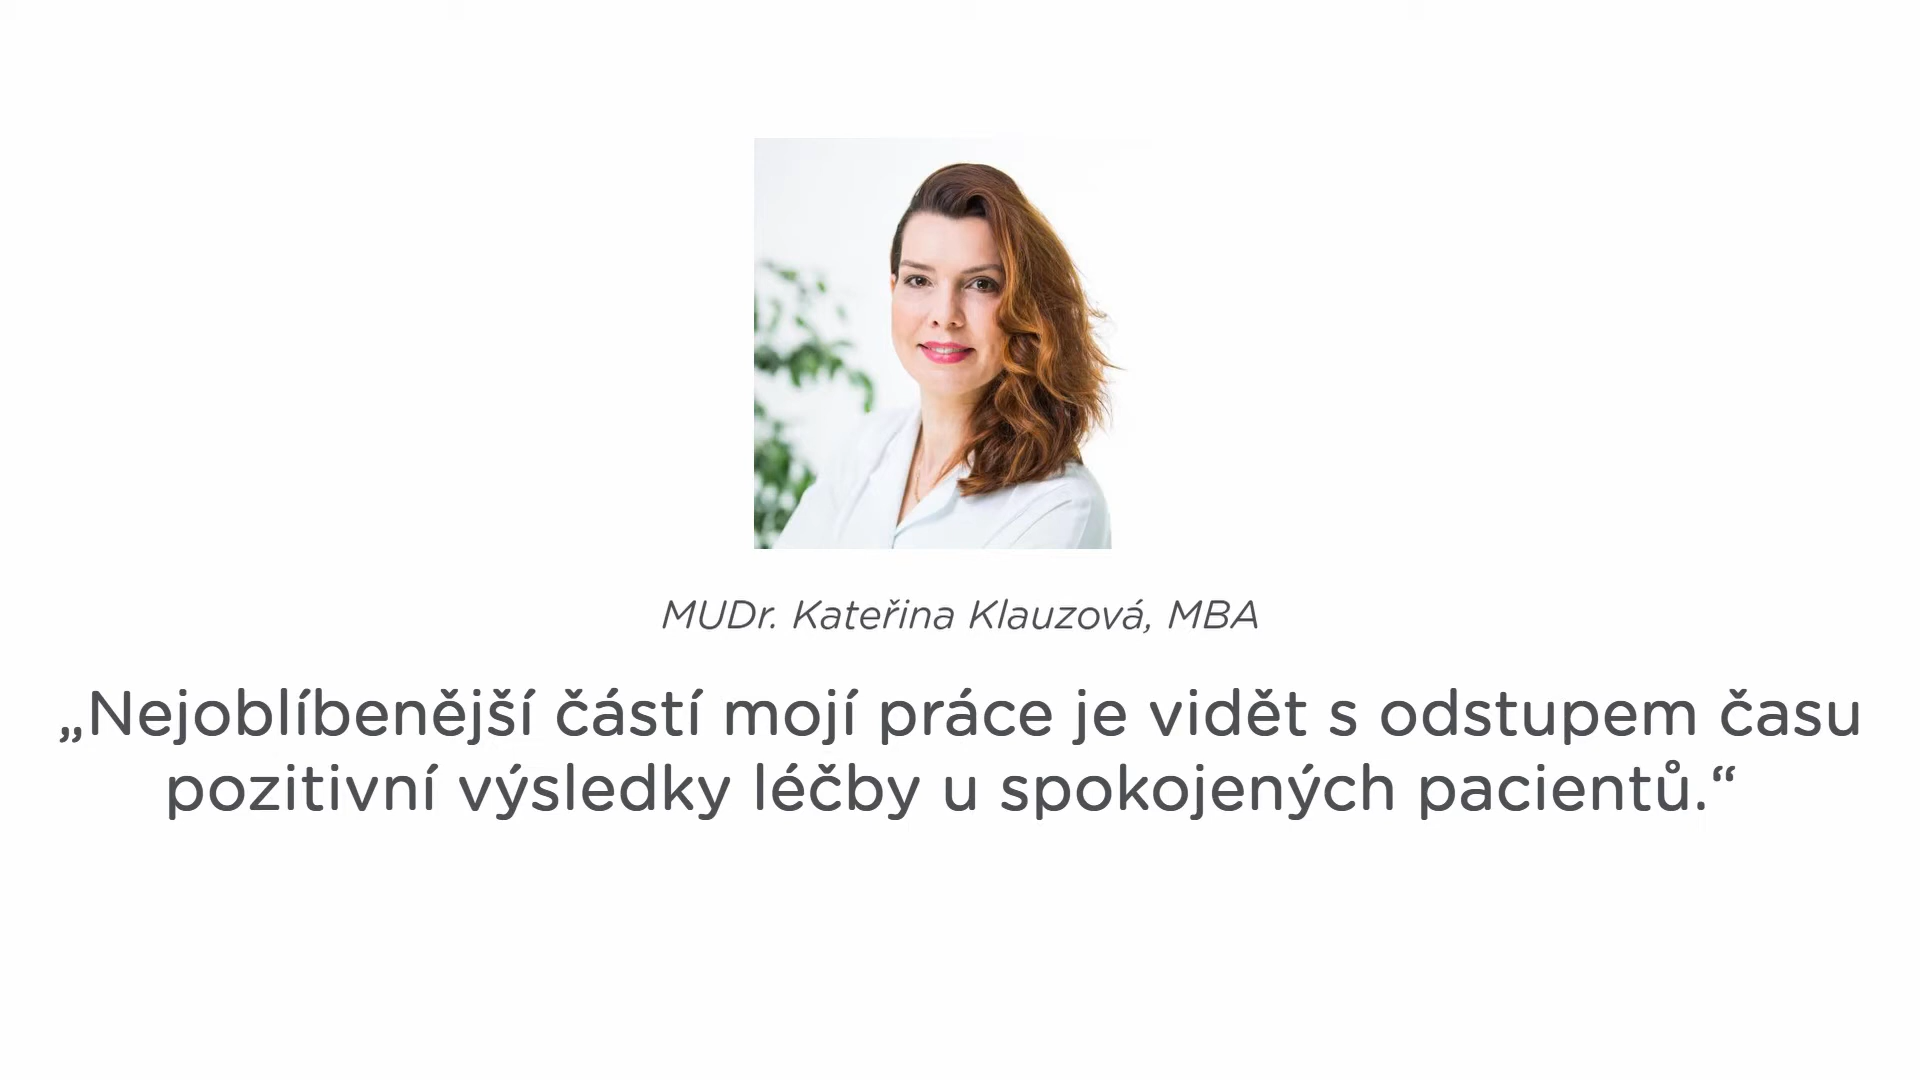 MUDr. Kateřina Klauzová, MBA
„Nejoblíbenější částí mojí práce je vidět s odstupem času
pozitivní výsledky léčby u spokojených pacientů.“